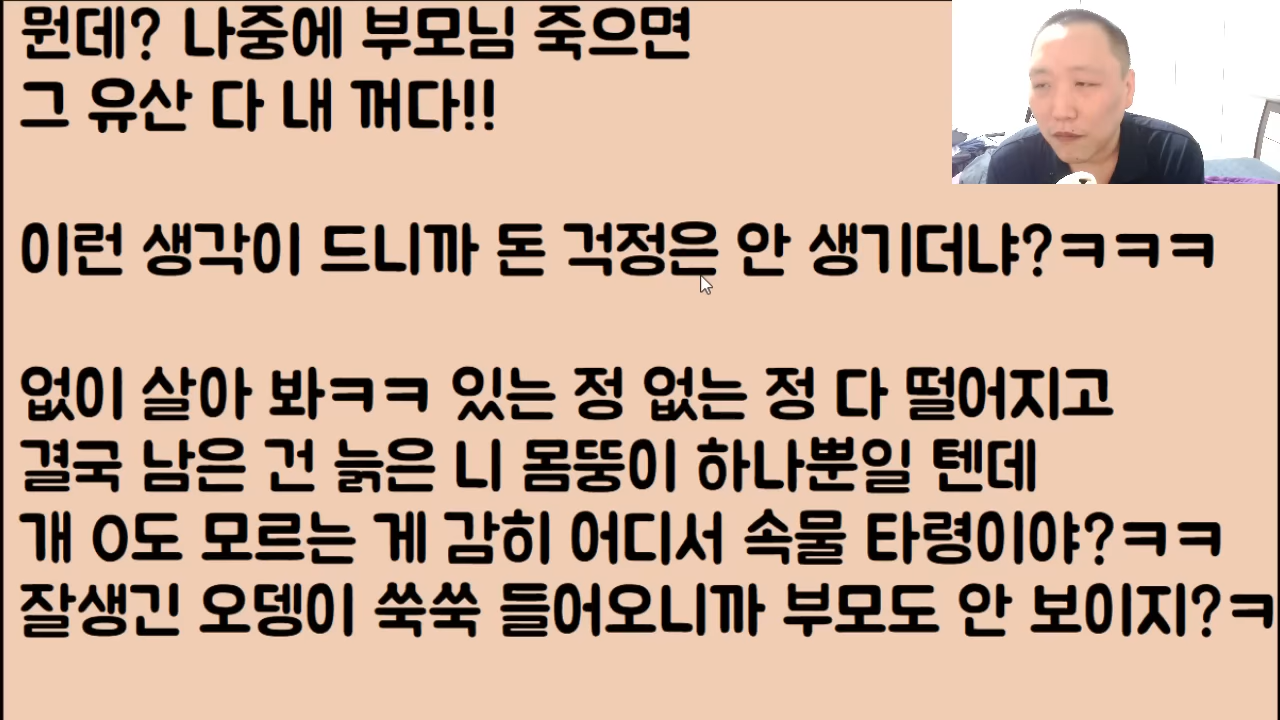 뭔데? 나중에 부모님 죽으면
그 유산 다 내 꺼다!!
이런 생각이 드니까 돈 걱정은 안 생기더냐?ㅋㅋㅋ
없이 살아 봐ㅋㅋ 있는 정 없는 정 다 떨어지고
결국 남은 건 늙은 니 몸뚱이 하나뿐일 텐데
개 0도 모르는 게 감히 어디서 속물 타령이야?ㅋㅋ
잘생긴 오뎅이 쑥쑥 들어오니까 부모도 안 보이지?ㅋ